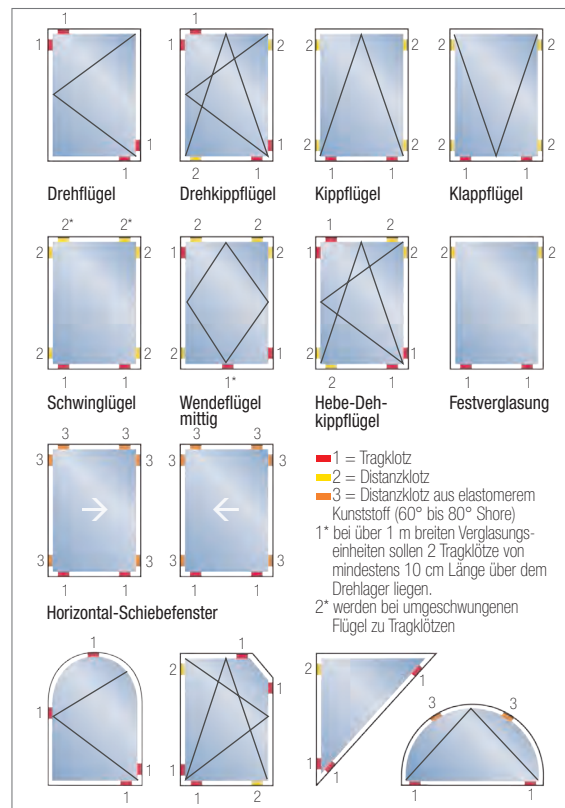 1 1 2 2 2 2
1 1
1 1 2 2 2 2
1 2 1 1 1 1 1
Drehflügel Drehkippflügel Kippflügel Klappflügel
2* 2* 2 2 1 2
2 2 1 1 2 2
2 2 1 1
1 1 1* 2 1 1 1
Schwinglügel Wendeflügel Hebe-Deh- Festverglasung
mittig kippflügel
3 3 3 3
3 3 3 3
3 3 3 3
1 1 1 1
1 = Tragklotz
2 = Distanzklotz
3 = Distanzklotz aus elastomerem
Kunststoff (60° bis 80° Shore)
1* bei über 1 m breiten Verglasungs-
einheiten sollen 2 Tragklötze von
mindestens 10 cm Länge über dem
Drehlager liegen.
2* werden bei umgeschwungenen
Flügel zu Tragklötzen
Horizontal-Schiebefenster
1 1
2 1
1 1 3 3
1 1 1 1
1 1 2 1 1